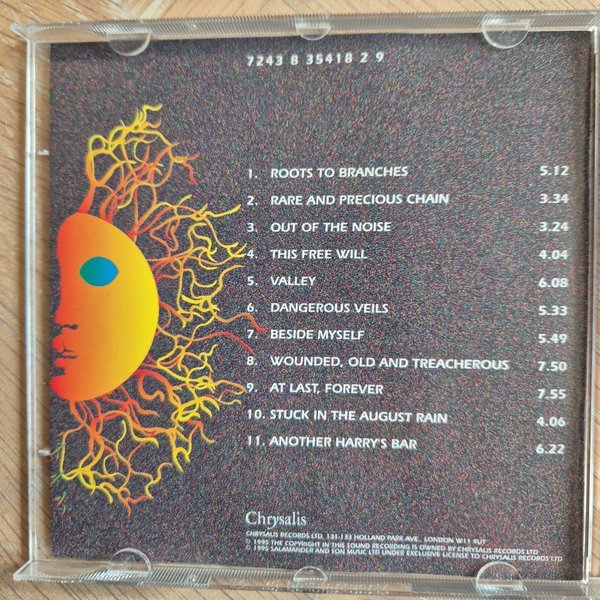 7243 8 35418 2 9
1. ROOTS TO BRANCHES 5.12
2. RARE AND PRECIOUS CHAIN 3.34
3. OUT OF THE NOISE 3.24
4. THIS FREE WILL 4.04
5. VALLEY 6.08
6. DANGEROUS VEILS 5.33
7. BESIDE MYSELF 5.49
8. WOUNDED, OLD AND TREACHEROUS 7.50
9. AT LAST, FOREVER 7.55
10. STUCK IN THE AUGUST RAIN 4.06
11. ANOTHER HARRY'S BAR 6.22
Chrysalis
CHRYSALIS RECORDS LTD, 131-133 HOLLAND PARK AVE., LONDON W11 4UT
℗ 1995 THE COPYRIGHT IN THIS SOUND RECORDING IS OWNED BY CHRYSALIS RECORDS LTD
© 1995 SALAMANDER AND SON MUSIC LTD UNDER EXCLUSIVE LICENSE TO CHRYSALIS RECORDS LTD